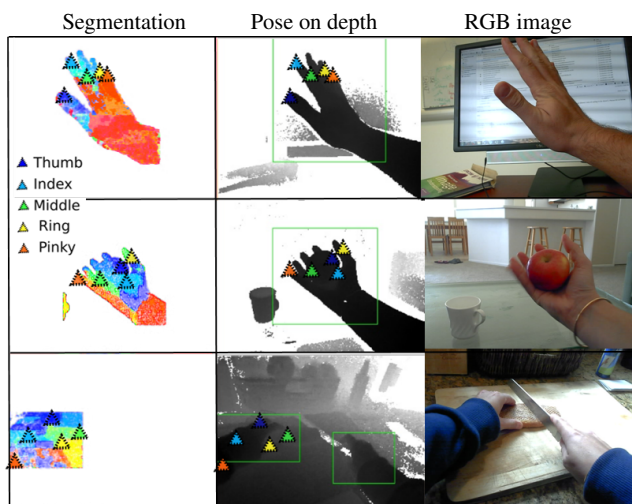 Segmentation Pose on depth RGB image
Thumb
Index
Middle
Ring
Pinky